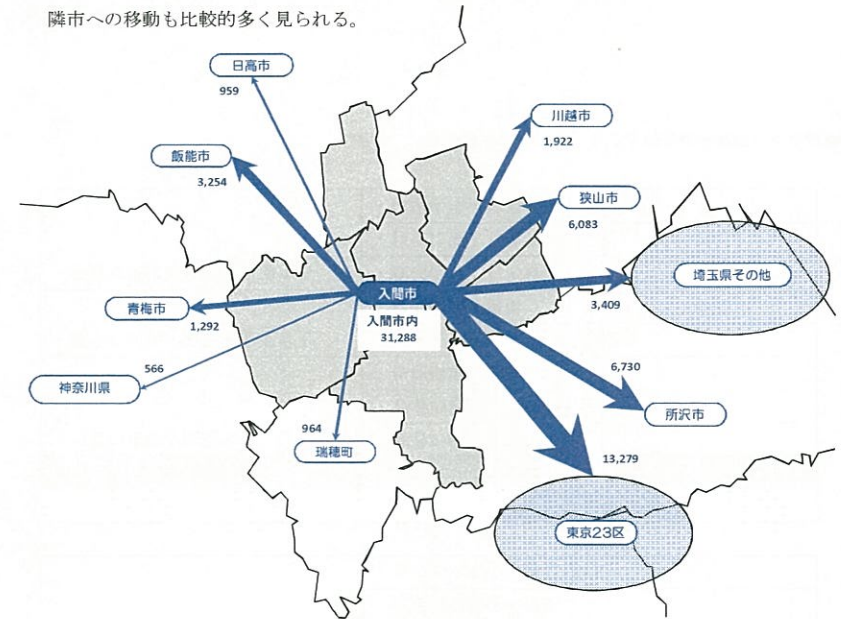 隣市への移動も比較的多く見られる。
日高市
959
川越市
1,922
飯能市
3,254
狭山市
6,083
埼玉県その他
3,409
入間市
入間市内
31,288
青梅市
1,292
神奈川県
566
964
瑞穂町
6,730
所沢市
13,279
東京23区